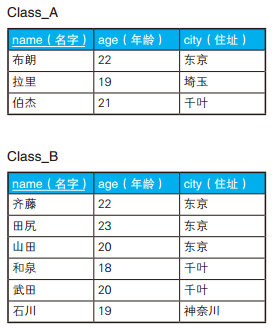 Class_A
name（名字） age（年龄） city（住址）
布朗 22 东京
拉里 19 埼玉
伯杰 21 千叶
Class_B
name（名字） age（年龄） city（住址）
齐藤 22 东京
田尻 23 东京
山田 20 东京
和泉 18 千叶
武田 20 千叶
石川 19 神奈川